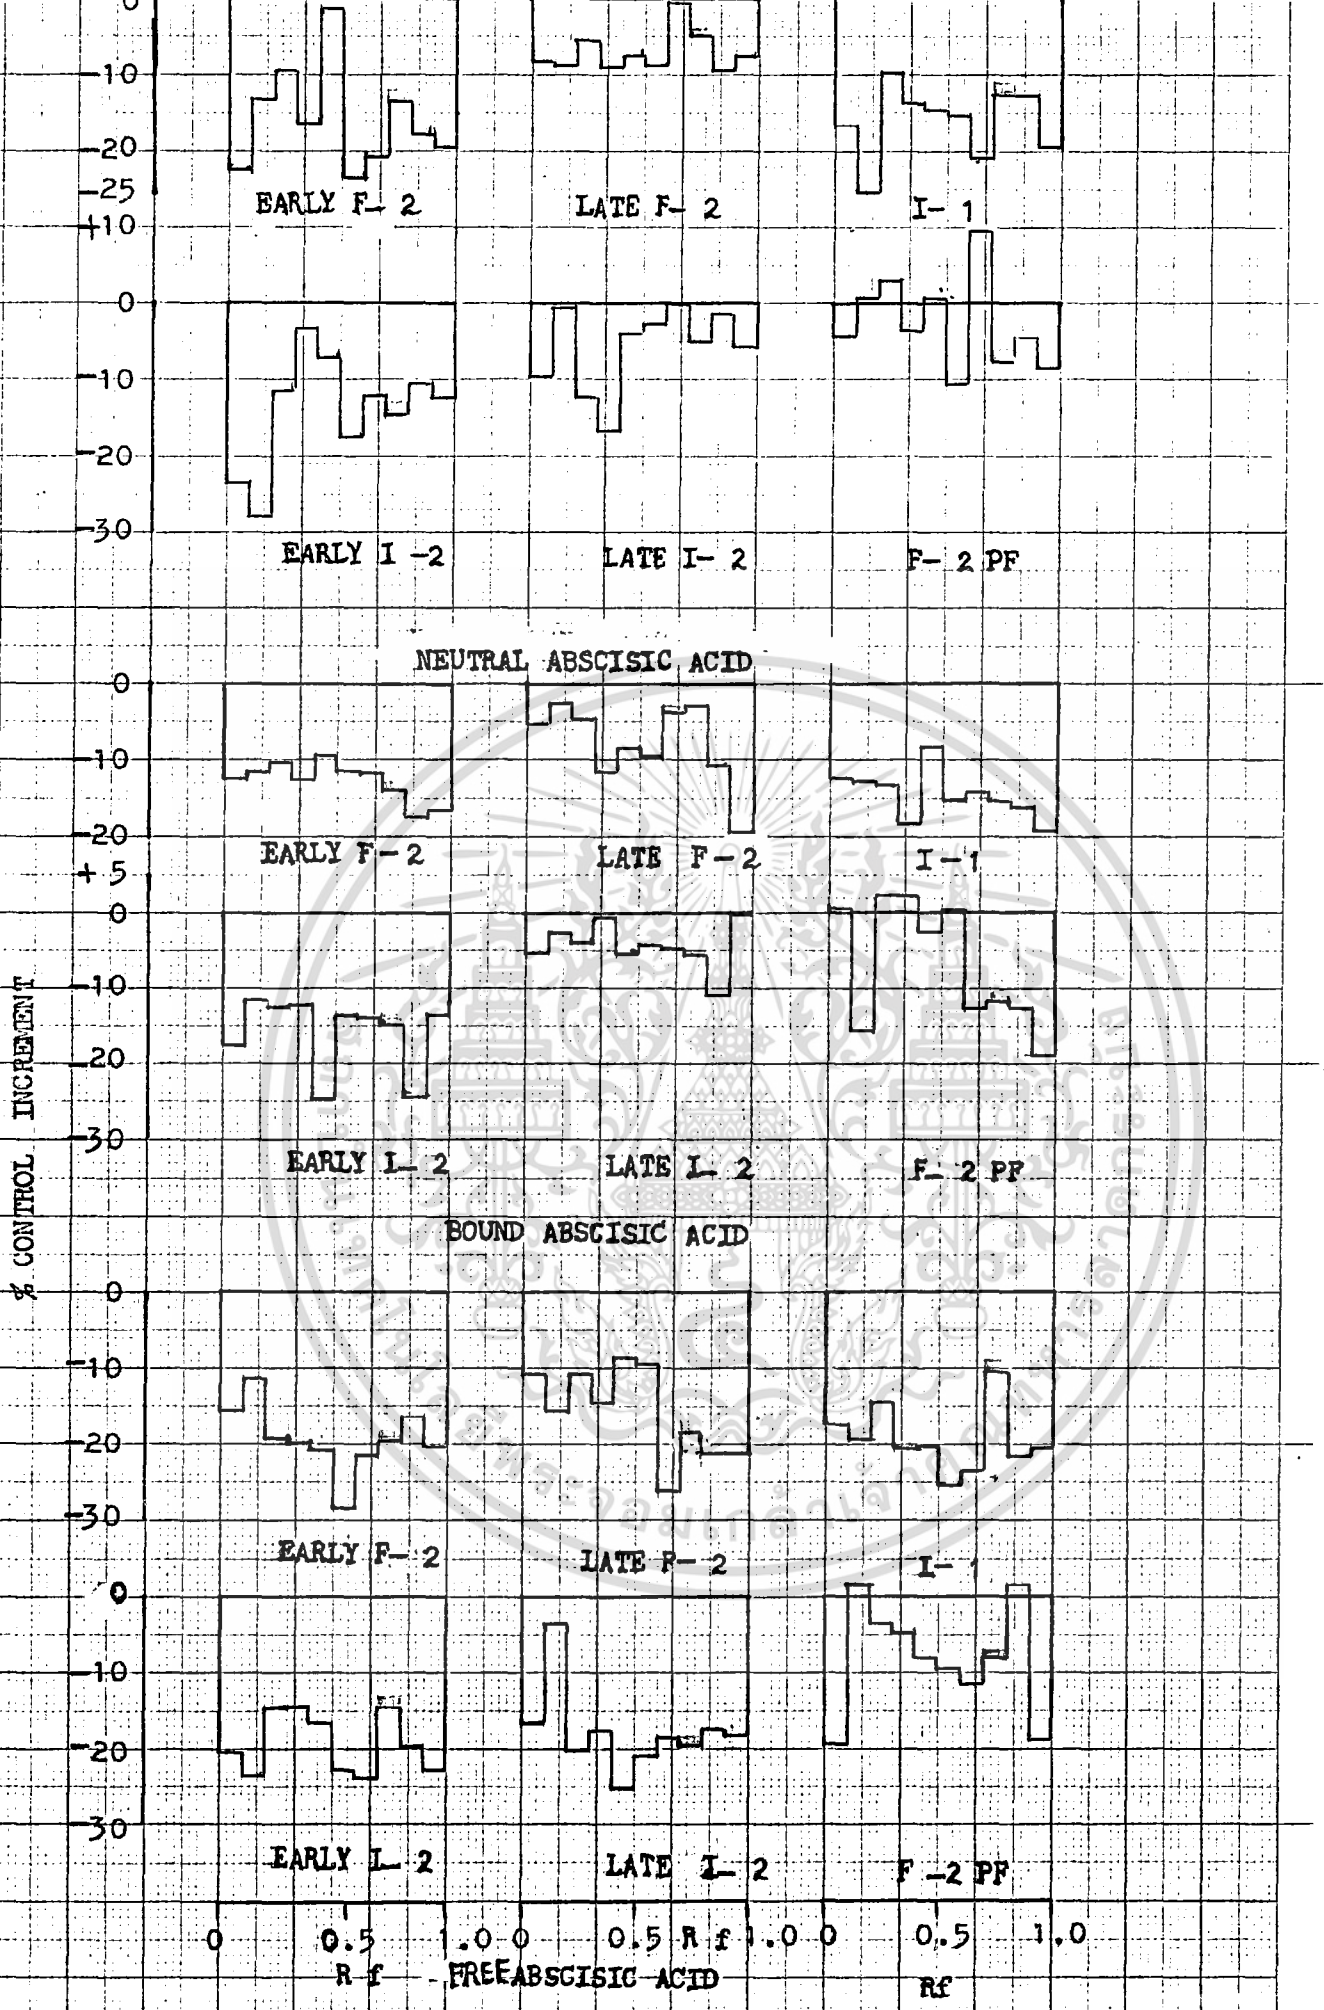 0
-10
-20
-25
EARLY F-2 LATE F-2 I-1
+10
0
-10
-20
-30
EARLY I-2 LATE I-2 F-2 PF
NEUTRAL ABSCISIC ACID
0
-10
-20
EARLY F-2 LATE F-2 I-1
+5
0
-10
-20
-30
EARLY I-2 LATE I-2 F-2 PF
BOUND ABSCISIC ACID
% CONTROL INCREMENT
0
-10
-20
-30
EARLY F-2 LATE F-2 I-1
0
-10
-20
-30
EARLY I-2 LATE I-2 F-2 PF
0 0.5 1.0 0 0.5 Rf 1.0 0 0.5 1.0
Rf FREE ABSCISIC ACID Rf